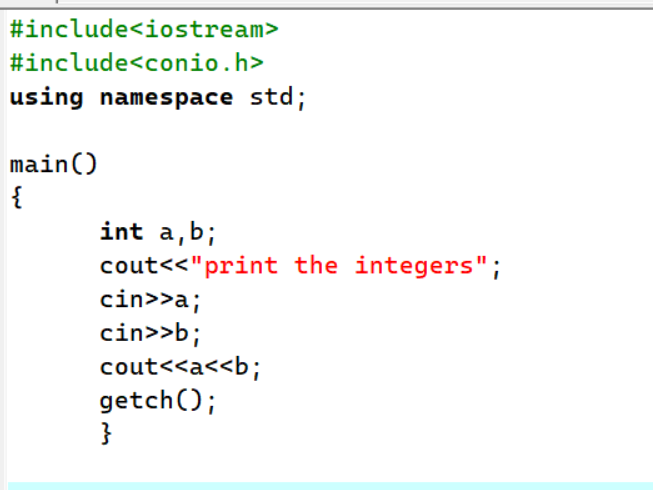 #include<iostream>
#include<conio.h>
using namespace std;
main()
{
int a,b;
cout<<"print the integers";
cin>>a;
cin>>b;
cout<<a<<b;
getch();
}